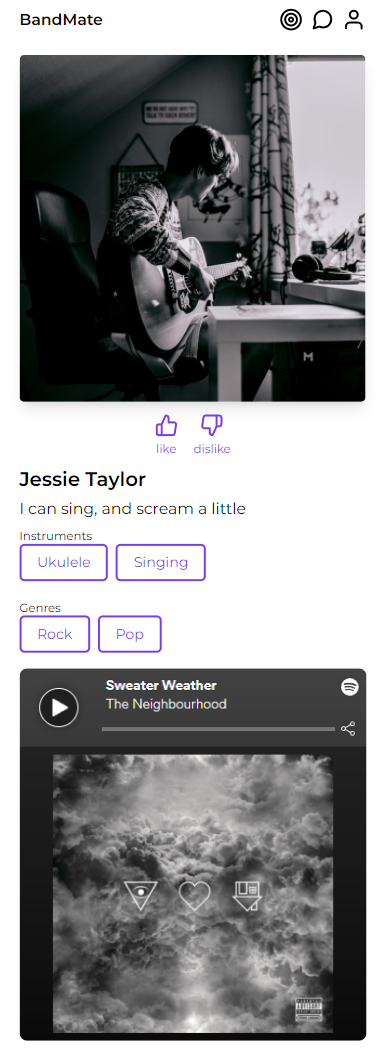 BandMate
like dislike
Jessie Taylor
I can sing, and scream a little
Instruments
Ukulele Singing
Genres
Rock Pop
Sweater Weather
The Neighbourhood